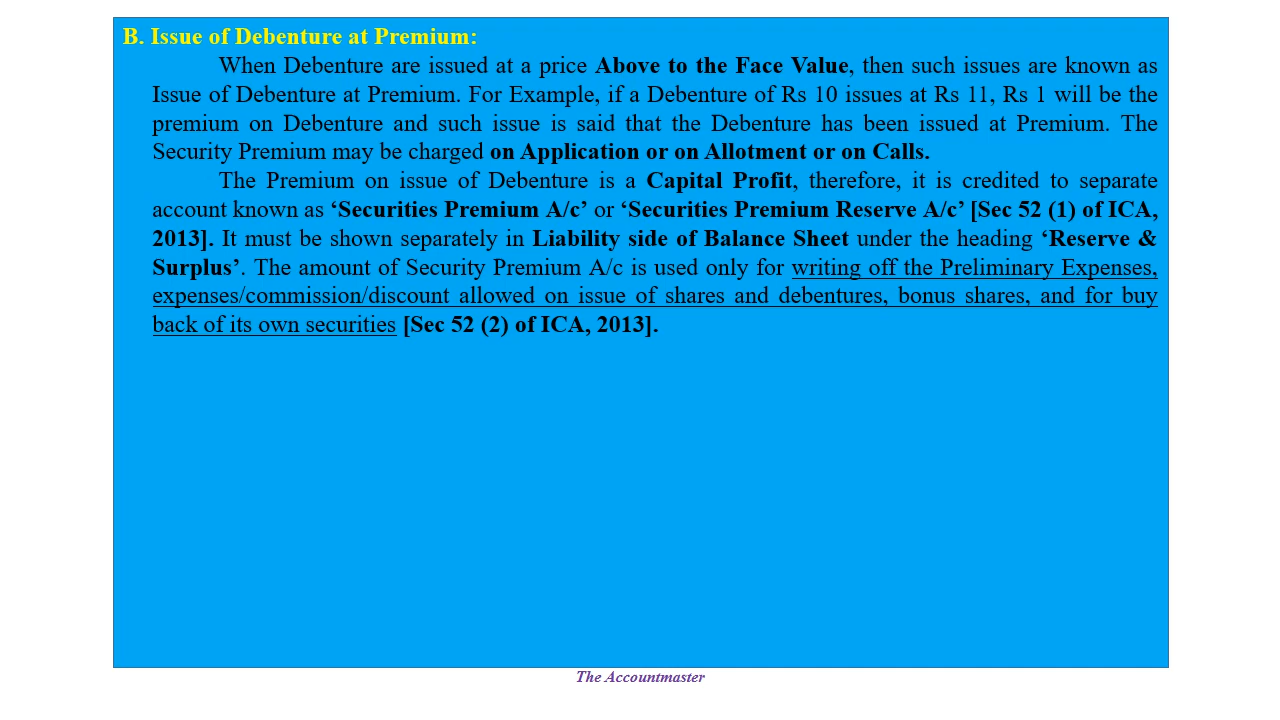 B. Issue of Debenture at Premium:
When Debenture are issued at a price Above to the Face Value, then such issues are known as
Issue of Debenture at Premium. For Example, if a Debenture of Rs 10 issues at Rs 11, Rs 1 will be the
premium on Debenture and such issue is said that the Debenture has been issued at Premium. The
Security Premium may be charged on Application or on Allotment or on Calls.
The Premium on issue of Debenture is a Capital Profit, therefore, it is credited to separate
account known as ‘Securities Premium A/c’ or ‘Securities Premium Reserve A/c’ [Sec 52 (1) of ICA,
2013]. It must be shown separately in Liability side of Balance Sheet under the heading ‘Reserve &
Surplus’. The amount of Security Premium A/c is used only for writing off the Preliminary Expenses,
expenses/commission/discount allowed on issue of shares and debentures, bonus shares, and for buy
back of its own securities [Sec 52 (2) of ICA, 2013].
The Accountmaster